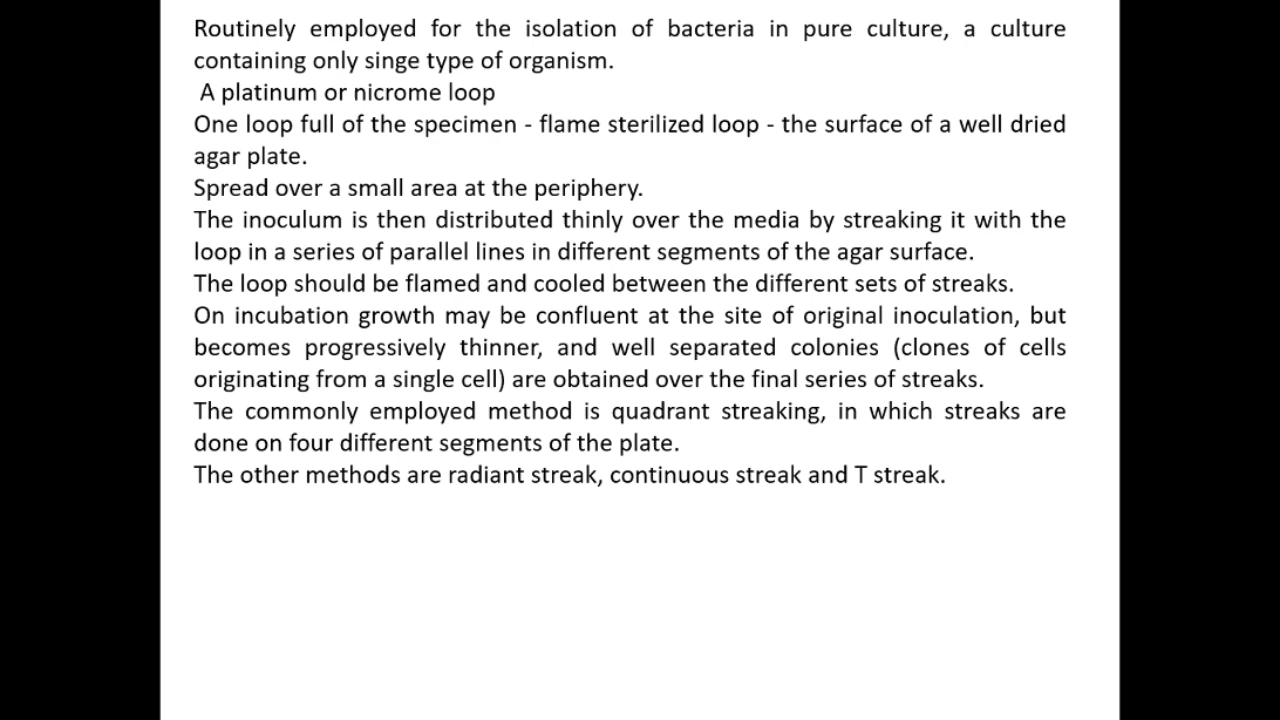 Routinely employed for the isolation of bacteria in pure culture, a culture
containing only singe type of organism.
A platinum or nicrome loop
One loop full of the specimen - flame sterilized loop - the surface of a well dried
agar plate.
Spread over a small area at the periphery.
The inoculum is then distributed thinly over the media by streaking it with the
loop in a series of parallel lines in different segments of the agar surface.
The loop should be flamed and cooled between the different sets of streaks.
On incubation growth may be confluent at the site of original inoculation, but
becomes progressively thinner, and well separated colonies (clones of cells
originating from a single cell) are obtained over the final series of streaks.
The commonly employed method is quadrant streaking, in which streaks are
done on four different segments of the plate.
The other methods are radiant streak, continuous streak and T streak.